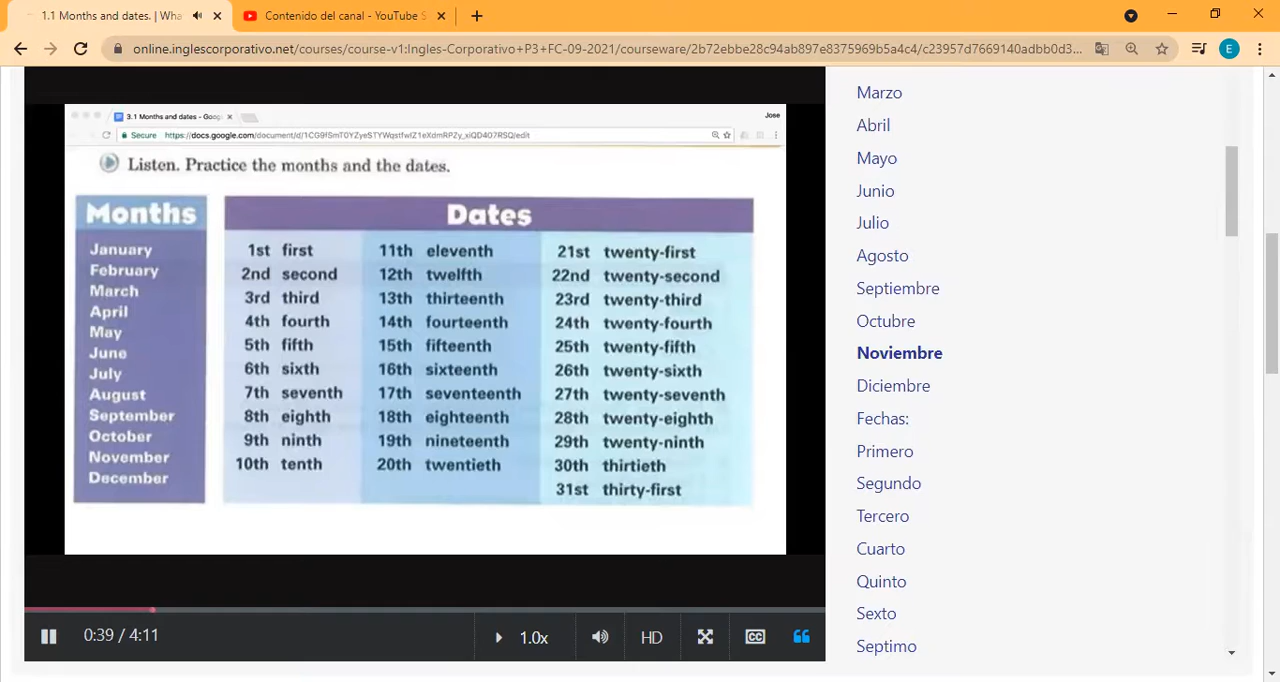 1.1 Months and dates. | Wha
Contenido del canal - YouTube S
online.inglescorporativo.net/courses/course-v1:Ingles-Corporativo+P3+FC-09-2021/courseware/2b72ebbe28c94ab897e8375969b5a4c4/c23957d7669140adbb0d3...
E
3.1 Months and dates - Goog
Jose
Secure
Listen. Practice the months and the dates.
Months
January
February
March
April
May
June
July
August
September
October
November
December
Dates
1st first
2nd second
3rd third
4th fourth
5th fifth
6th sixth
7th seventh
8th eighth
9th ninth
10th tenth
11th eleventh
12th twelfth
13th thirteenth
14th fourteenth
15th fifteenth
16th sixteenth
17th seventeenth
18th eighteenth
19th nineteenth
20th twentieth
21st twenty-first
22nd twenty-second
23rd twenty-third
24th twenty-fourth
25th twenty-fifth
26th twenty-sixth
27th twenty-seventh
28th twenty-eighth
29th twenty-ninth
30th thirtieth
31st thirty-first
0:39 / 4:11
1.0x
HD
CC
Marzo
Abril
Mayo
Junio
Julio
Agosto
Septiembre
Octubre
Noviembre
Diciembre
Fechas:
Primero
Segundo
Tercero
Cuarto
Quinto
Sexto
Septimo